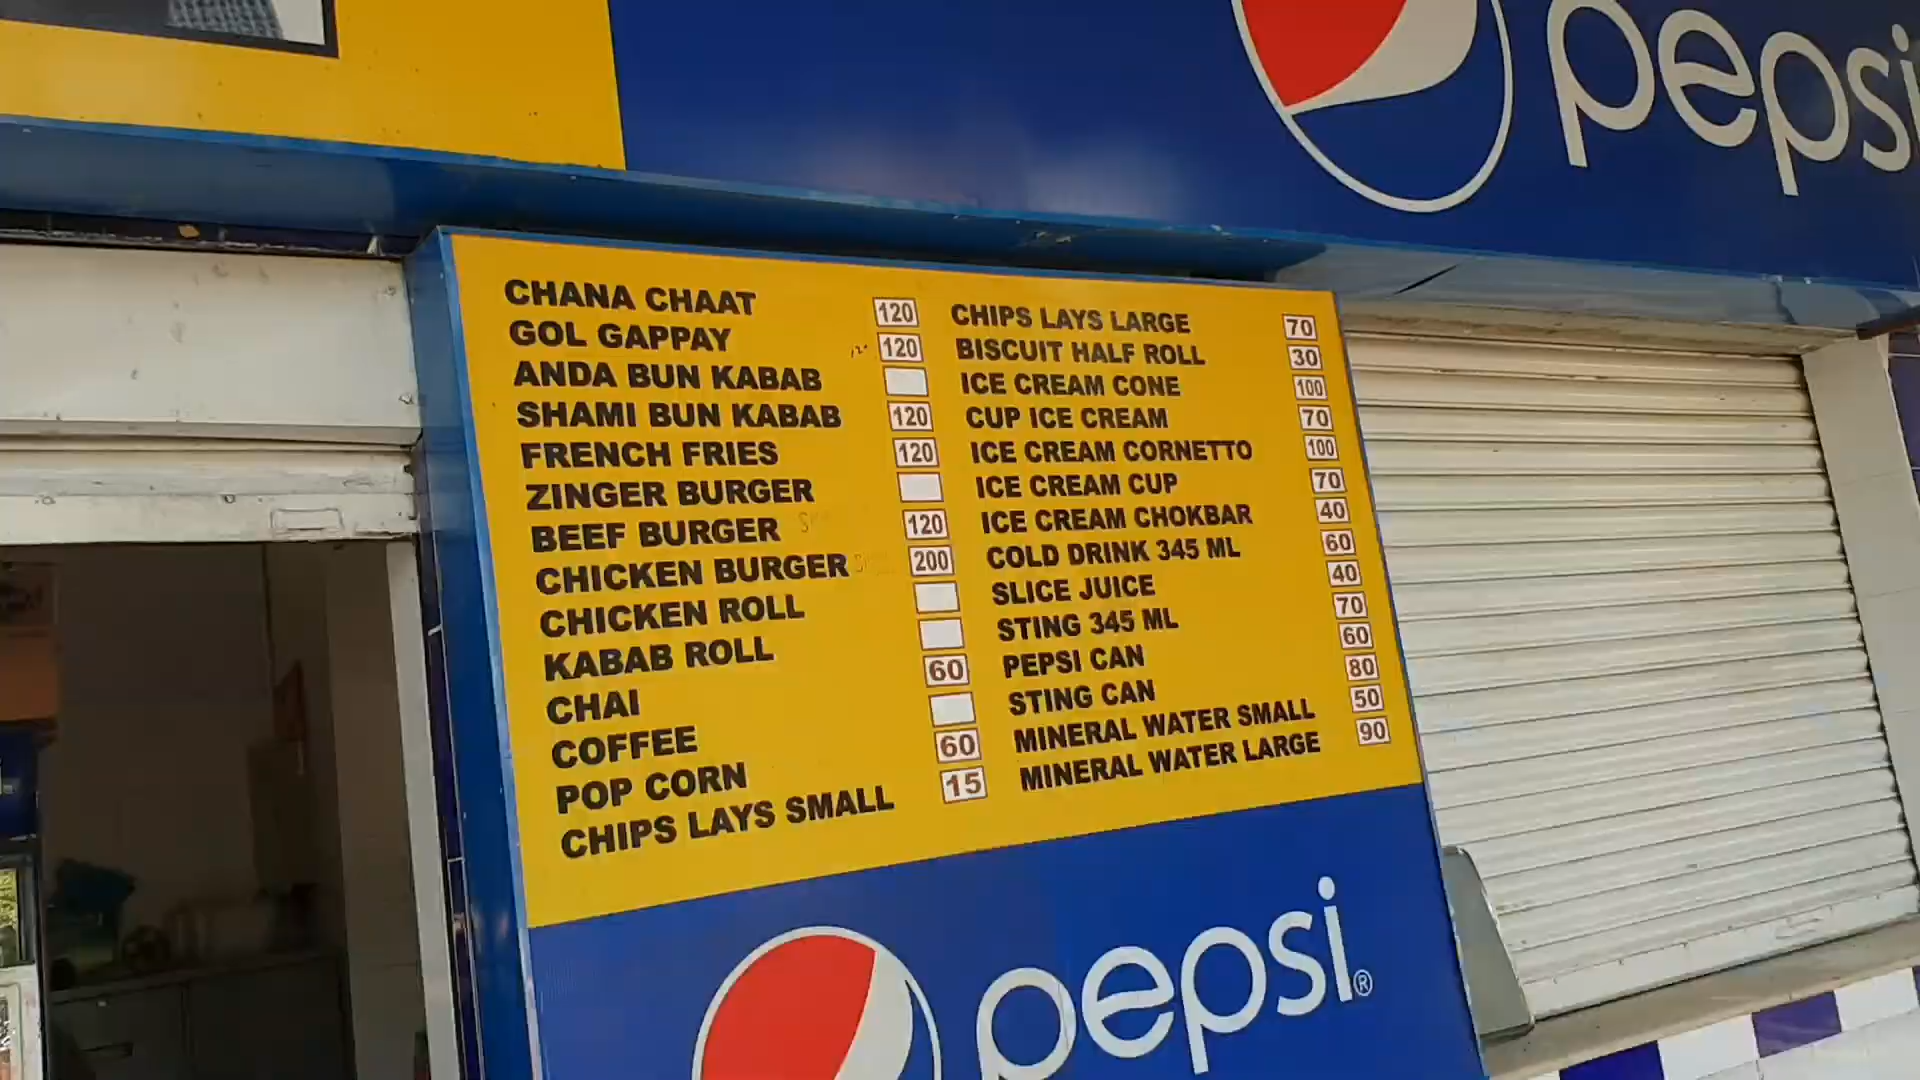 pepsi
CHANA CHAAT 120
GOL GAPPAY 120
ANDA BUN KABAB
SHAMI BUN KABAB 120
FRENCH FRIES 120
ZINGER BURGER
BEEF BURGER 120
CHICKEN BURGER 200
CHICKEN ROLL
KABAB ROLL
CHAI 60
COFFEE
POP CORN 60
CHIPS LAYS SMALL 15
CHIPS LAYS LARGE 70
BISCUIT HALF ROLL 30
ICE CREAM CONE 100
CUP ICE CREAM 70
ICE CREAM CORNETTO 100
ICE CREAM CUP 70
ICE CREAM CHOKBAR 40
COLD DRINK 345 ML 60
SLICE JUICE 40
STING 345 ML 70
PEPSI CAN 60
STING CAN 80
MINERAL WATER SMALL 50
MINERAL WATER LARGE 90
pepsi®